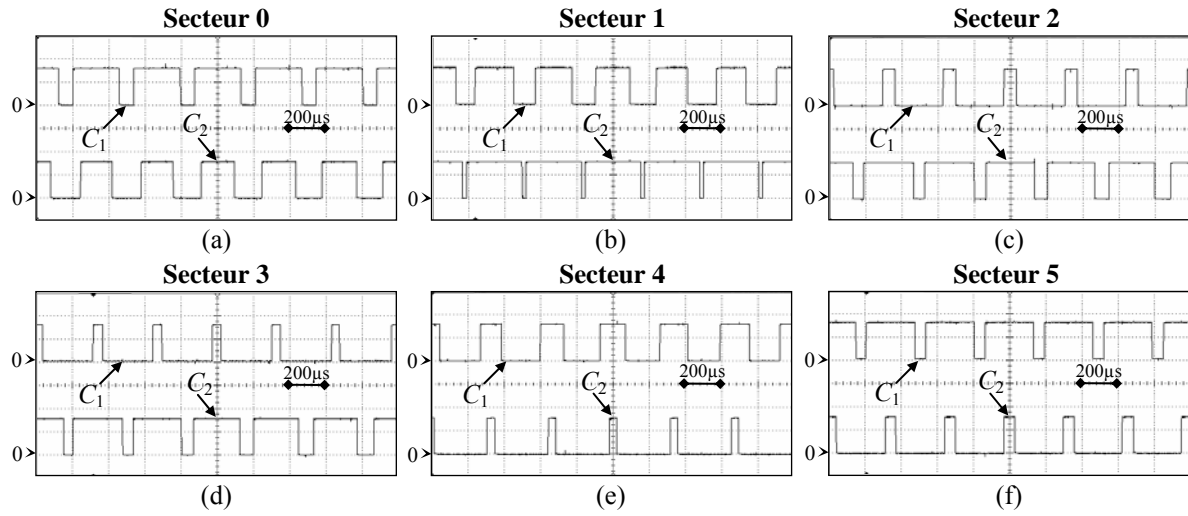 Secteur 0
Secteur 1
Secteur 2
0
C1
C2
200µs
0
0
C1
C2
200µs
0
0
C1
C2
200µs
0
(a)
(b)
(c)
Secteur 3
Secteur 4
Secteur 5
0
C1
C2
200µs
0
0
C1
C2
200µs
0
0
C1
C2
200µs
0
(d)
(e)
(f)